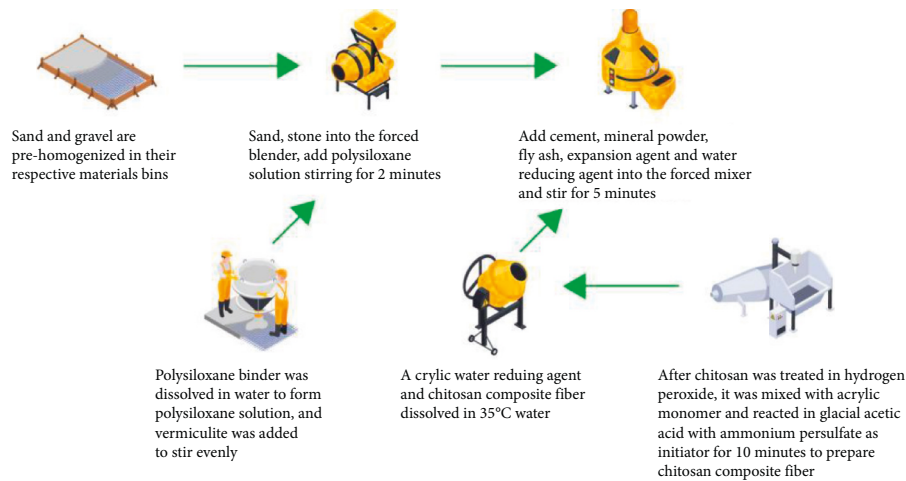 Sand and gravel are
pre-homogenized in their
respective materials bins
Sand, stone into the forced
blender, add polysiloxane
solution stirring for 2 minutes
Add cement, mineral powder,
fly ash, expansion agent and water
reducing agent into the forced mixer
and stir for 5 minutes
Polysiloxane binder was
dissolved in water to form
polysiloxane solution, and
vermiculite was added
to stir evenly
A crylic water reduing agent
and chitosan composite fiber
dissolved in 35°C water
After chitosan was treated in hydrogen
peroxide, it was mixed with acrylic
monomer and reacted in glacial acetic
acid with ammonium persulfate as
initiator for 10 minutes to prepare
chitosan composite fiber